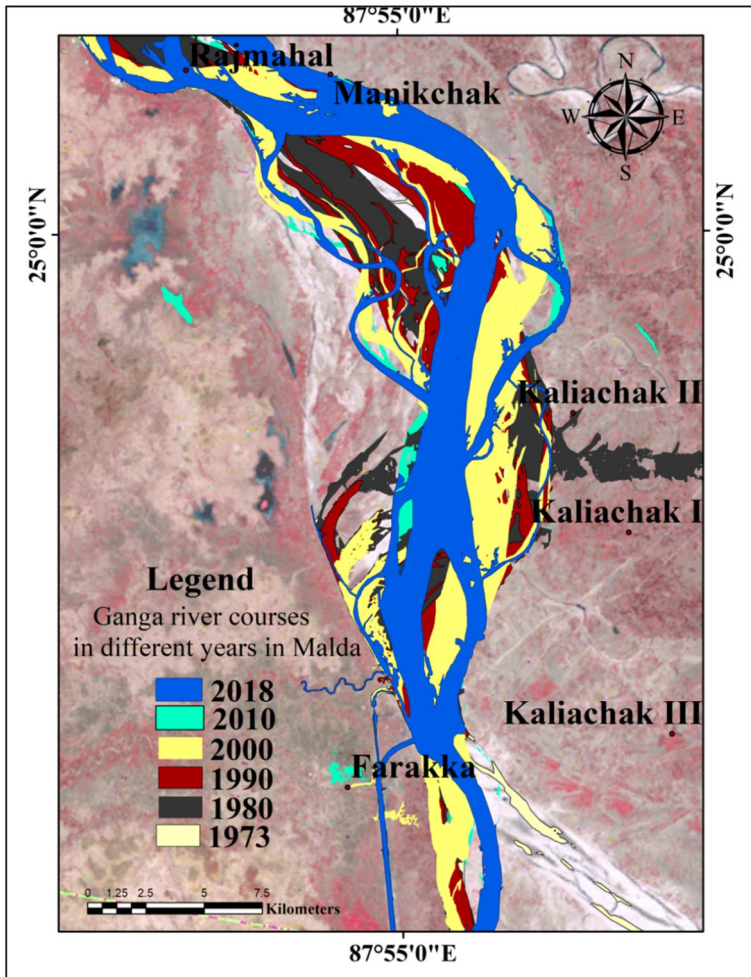 87°55'0"E
Rajmahal
Manikchak
N
W
E
S
25°0'0"N
25°0'0"N
Kaliachak II
Kaliachak I
Legend
Ganga river courses
in different years in Malda
2018
2010
2000
1990
1980
1973
Kaliachak III
Farakka
0 1.25 2.5 5 7.5
Kilometers
87°55'0"E